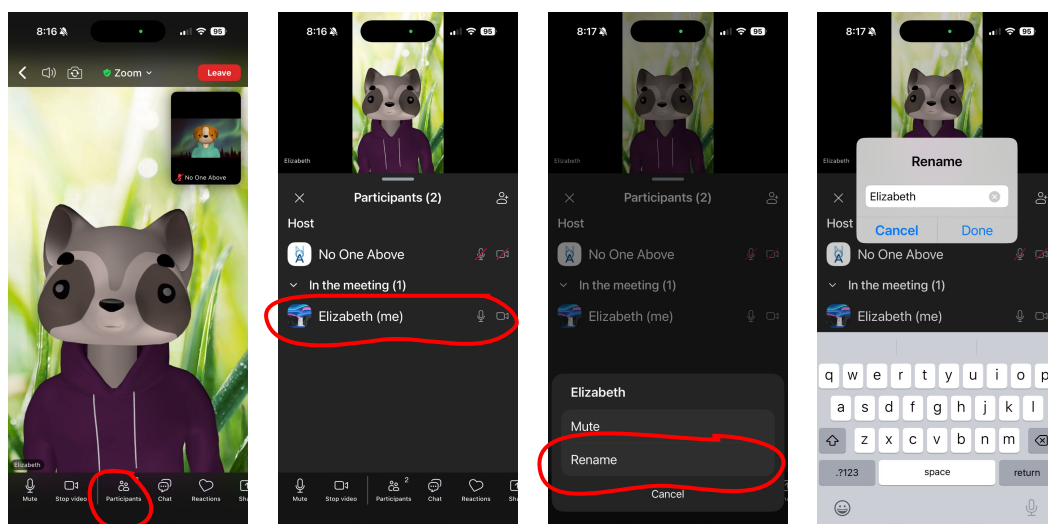 8:16
95
Zoom
Leave
No One Above
Elizabeth
Mute
Stop video
Participants
Chat
Reactions
8:16
95
Elizabeth
Participants (2)
Host
No One Above
In the meeting (1)
Elizabeth (me)
Mute
Stop video
2
Participants
Chat
Reactions
Sh
8:17
95
Elizabeth
Participants (2)
Host
No One Above
In the meeting (1)
Elizabeth (me)
Elizabeth
Mute
Rename
Cancel
8:17
95
Elizabeth
Rename
Elizabeth
Cancel Done
Host
No One Above
In the meeting (1)
Elizabeth (me)
q w e r t y u i o p
a s d f g h j k l
z x c v b n m
.?123 space return